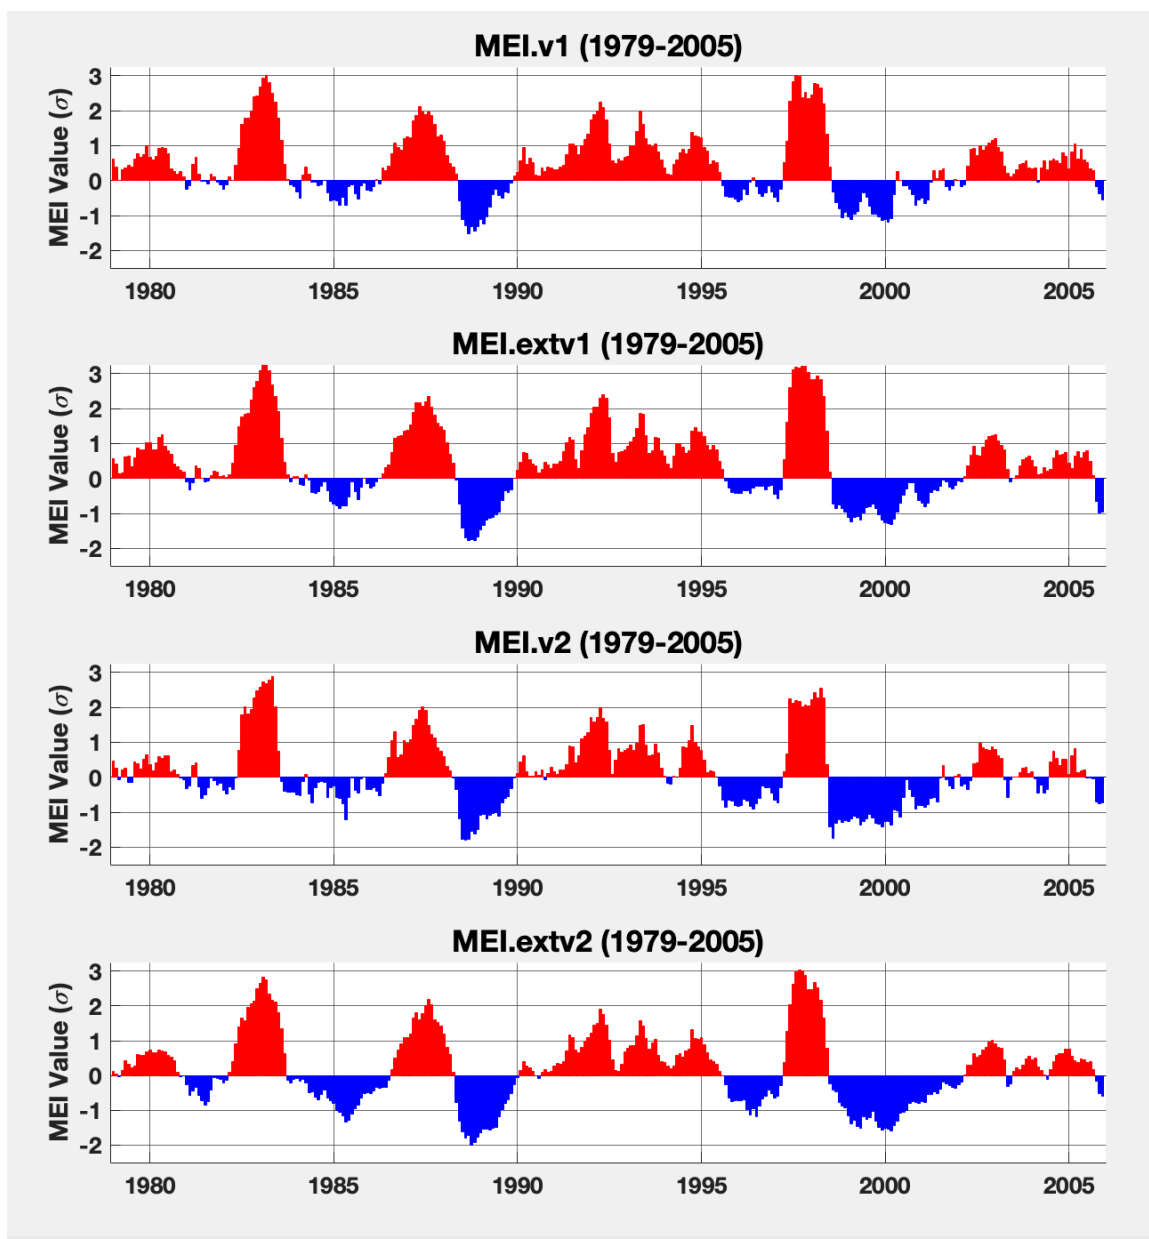 MEI.v1 (1979-2005)
MEI Value (σ)
3
2
1
0
-1
-2
1980 1985 1990 1995 2000 2005
MEI.extv1 (1979-2005)
MEI Value (σ)
3
2
1
0
-1
-2
1980 1985 1990 1995 2000 2005
MEI.v2 (1979-2005)
MEI Value (σ)
3
2
1
0
-1
-2
1980 1985 1990 1995 2000 2005
MEI.extv2 (1979-2005)
MEI Value (σ)
3
2
1
0
-1
-2
1980 1985 1990 1995 2000 2005